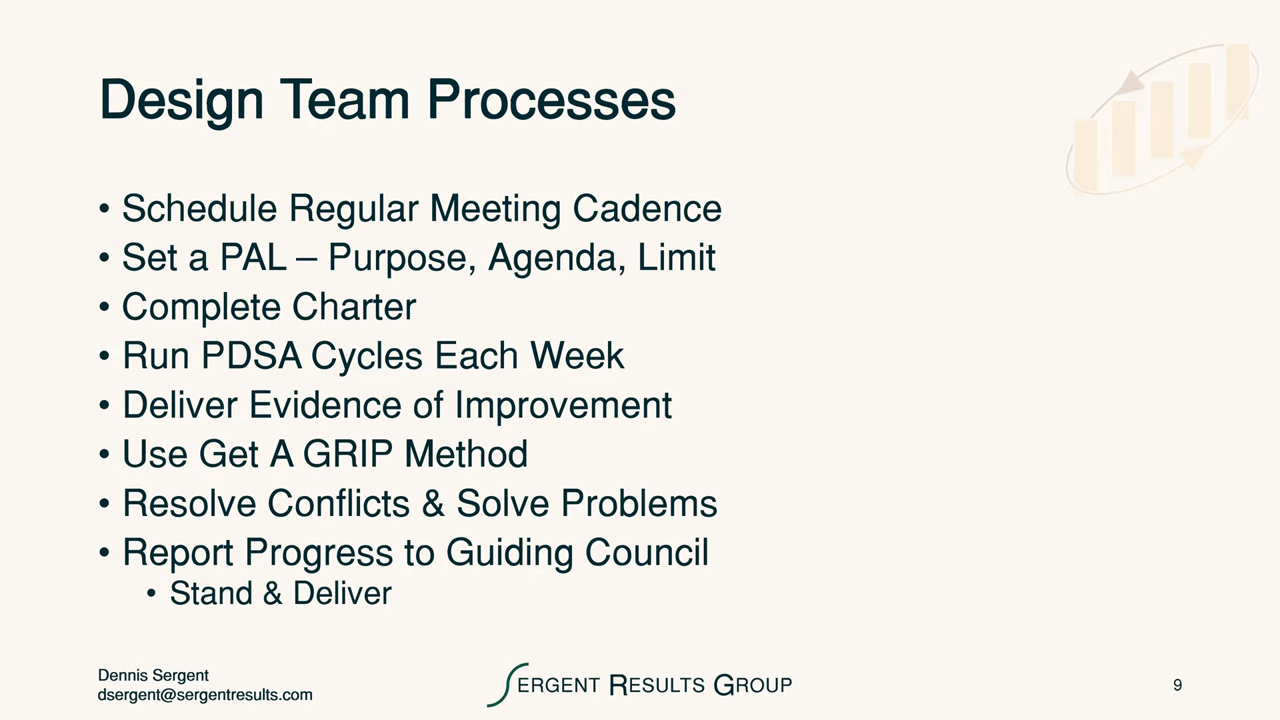 Design Team Processes
• Schedule Regular Meeting Cadence
• Set a PAL – Purpose, Agenda, Limit
• Complete Charter
• Run PDSA Cycles Each Week
• Deliver Evidence of Improvement
• Use Get A GRIP Method
• Resolve Conflicts & Solve Problems
• Report Progress to Guiding Council
• Stand & Deliver
Dennis Sergent
dsergent@sergentresults.com
SERGENT RESULTS GROUP
9